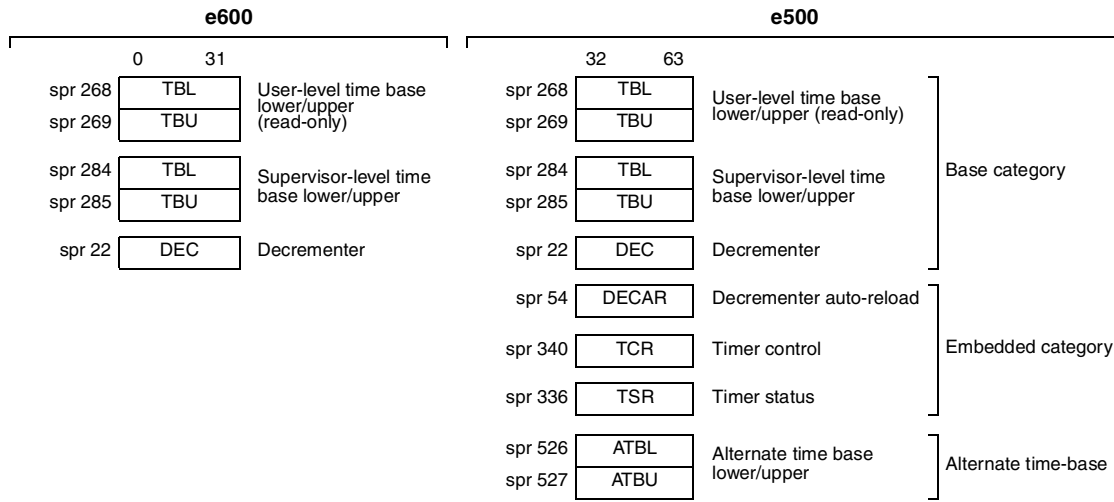 e600
0 31
spr 268 TBL
User-level time base
lower/upper
(read-only)
spr 269 TBU
spr 284 TBL
Supervisor-level time
base lower/upper
spr 285 TBU
spr 22 DEC Decrementer
e500
32 63
spr 268 TBL
User-level time base
lower/upper (read-only)
spr 269 TBU
spr 284 TBL
Supervisor-level time
base lower/upper
spr 285 TBU
spr 22 DEC Decrementer
Base category
spr 54 DECAR Decrementer auto-reload
spr 340 TCR Timer control
spr 336 TSR Timer status
Embedded category
spr 526 ATBL
Alternate time base
lower/upper
spr 527 ATBU
Alternate time-base